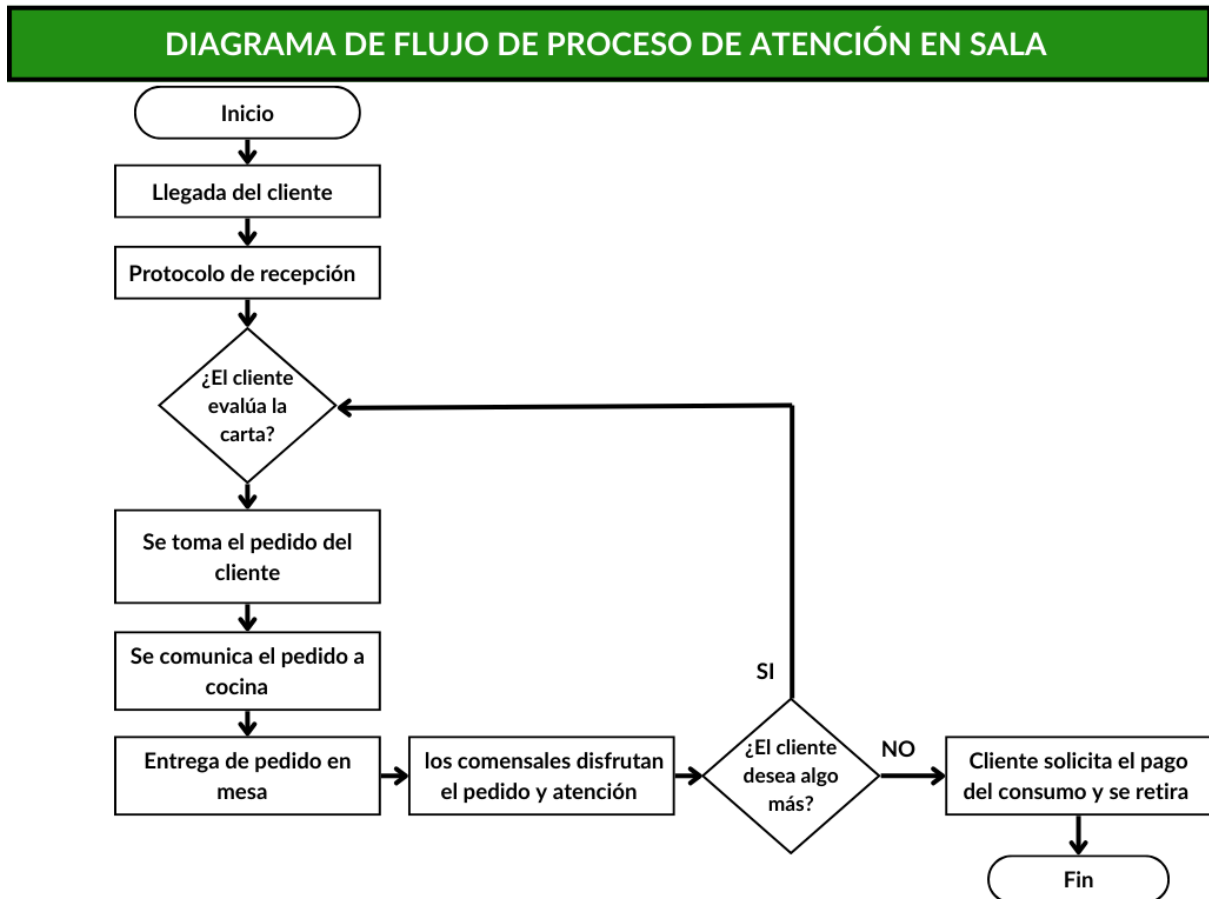 DIAGRAMA DE FLUJO DE PROCESO DE ATENCIÓN EN SALA
Inicio
Llegada del cliente
Protocolo de recepción
¿El cliente
evalúa la
carta?
Se toma el pedido del
cliente
Se comunica el pedido a
cocina
Entrega de pedido en
mesa
los comensales disfrutan
el pedido y atención
¿El cliente
desea algo
más?
SI
NO
Cliente solicita el pago
del consumo y se retira
Fin